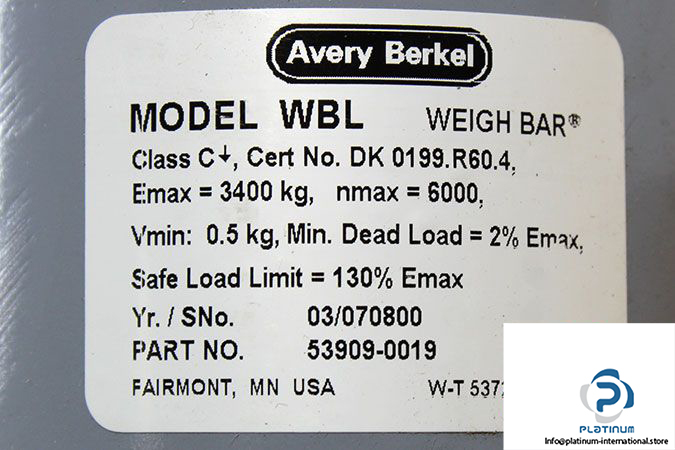 Avery Berkel
MODEL WBL WEIGH BAR®
Class C↓, Cert No. DK 0199.R60.4,
Emax = 3400 kg, nmax = 6000,
Vmin: 0.5 kg, Min. Dead Load = 2% Emax,
Safe Load Limit = 130% Emax
Yr. / SNo. 03/070800
PART NO. 53909-0019
FAIRMONT, MN USA W-T
PLATINUM
Info@platinum-international.store